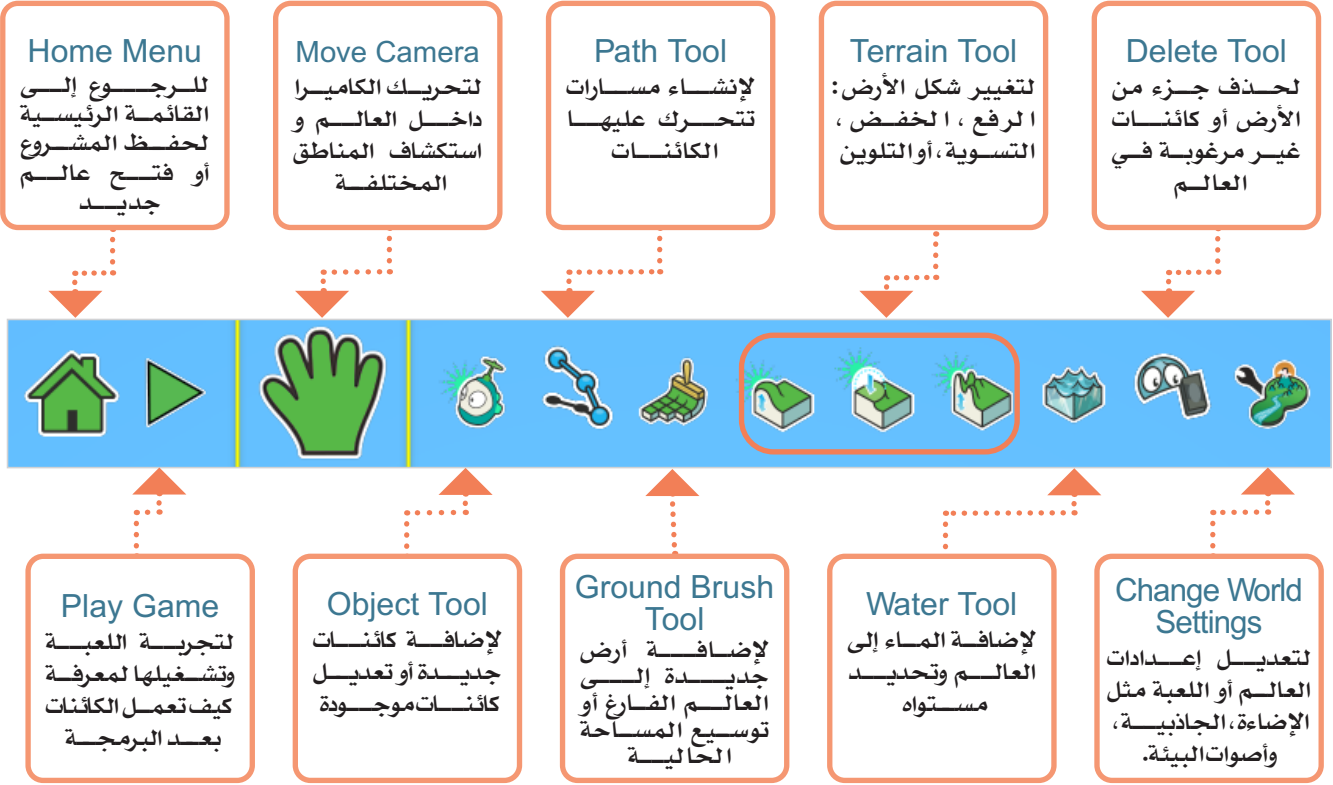 Home Menu
للرجوع إلى
القائمة الرئيسية
لحفظ المشروع
أو فتح عالم
جديد
Move Camera
لتحريك الكاميرا
داخل العالم و
استكشاف المناطق
المختلفة
Path Tool
لإنشاء مسارات
تتحرك عليها
الكائنات
Terrain Tool
لتغيير شكل الأرض:
الرفع، الخفض،
التسوية، أو التلوين
Delete Tool
لحذف جزء من
الأرض أو كائنات
غير مرغوبة في
العالم
Play Game
لتجربة اللعبة
وتشغيلها لمعرفة
كيف تعمل الكائنات
بعد البرمجة
Object Tool
لإضافة كائنات
جديدة أو تعديل
كائنات موجودة
Ground Brush
Tool
لإضافة أرض
جديدة إلى
العالم الفارغ أو
توسيع المساحة
الحالية
Water Tool
لإضافة الماء إلى
العالم وتحديد
مستواه
Change World
Settings
لتعديل إعدادات
العالم أو اللعبة مثل
الإضاءة، الجاذبية،
وأصوات البيئة.